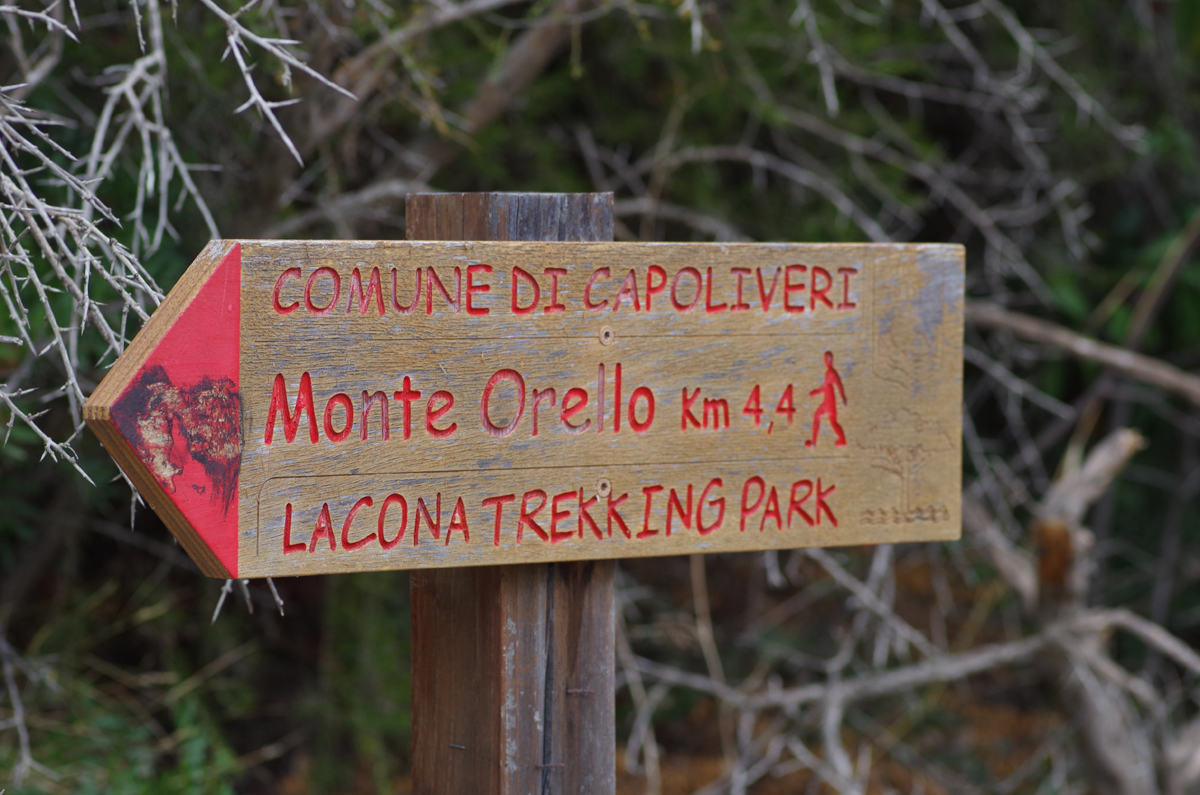 COMUNE DI CAPOLIVERI
Monte Orello Km 4,4
LACONA TREKKING PARK